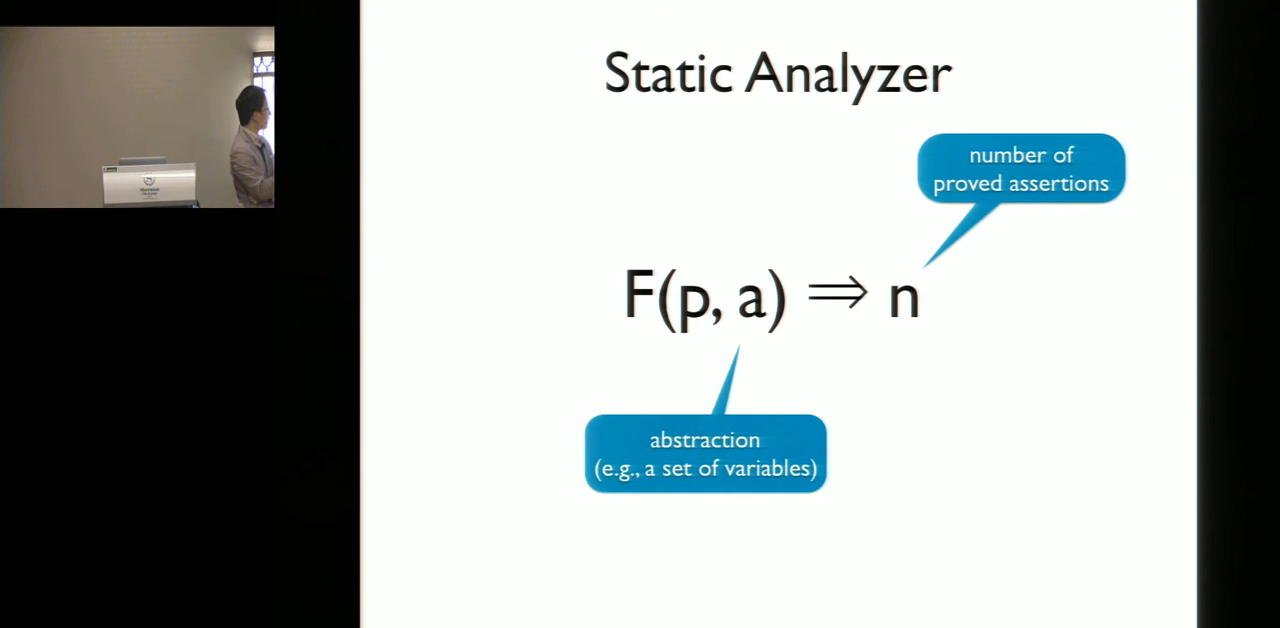 Static Analyzer
number of
proved assertions
F(p, a) ⇒ n
abstraction
(e.g., a set of variables)